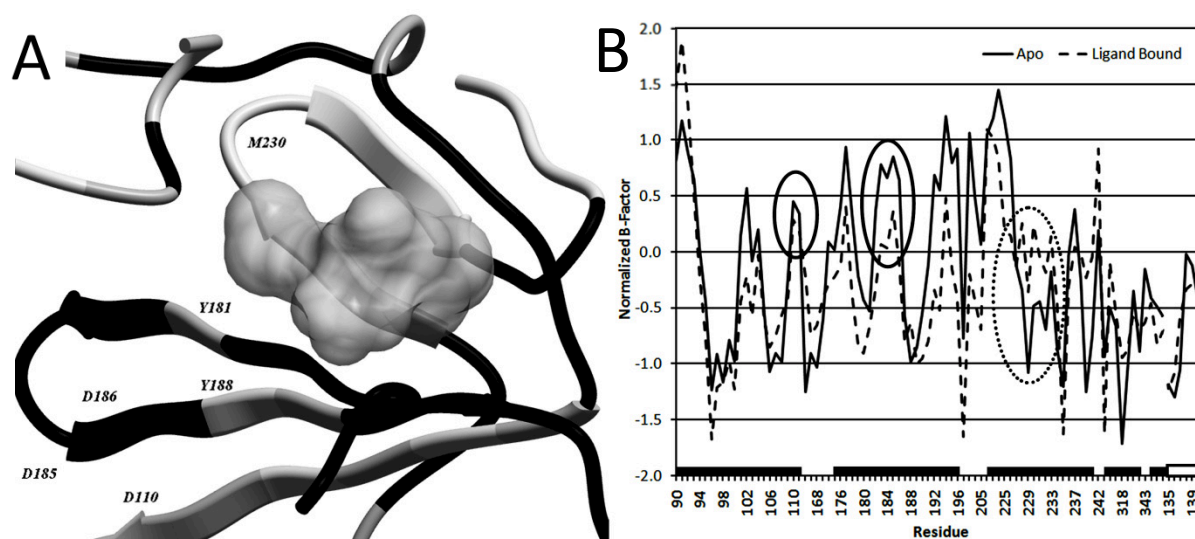 A
M230
Y181
D186
Y188
D185
D110
B
Apo
Ligand Bound
Normalized B-Factor
2.0
1.5
1.0
0.5
0.0
-0.5
-1.0
-1.5
-2.0
90 94 98 102 106 110 168 176 180 184 188 192 196 205 225 229 233 237 242 318 343 135 139
Residue